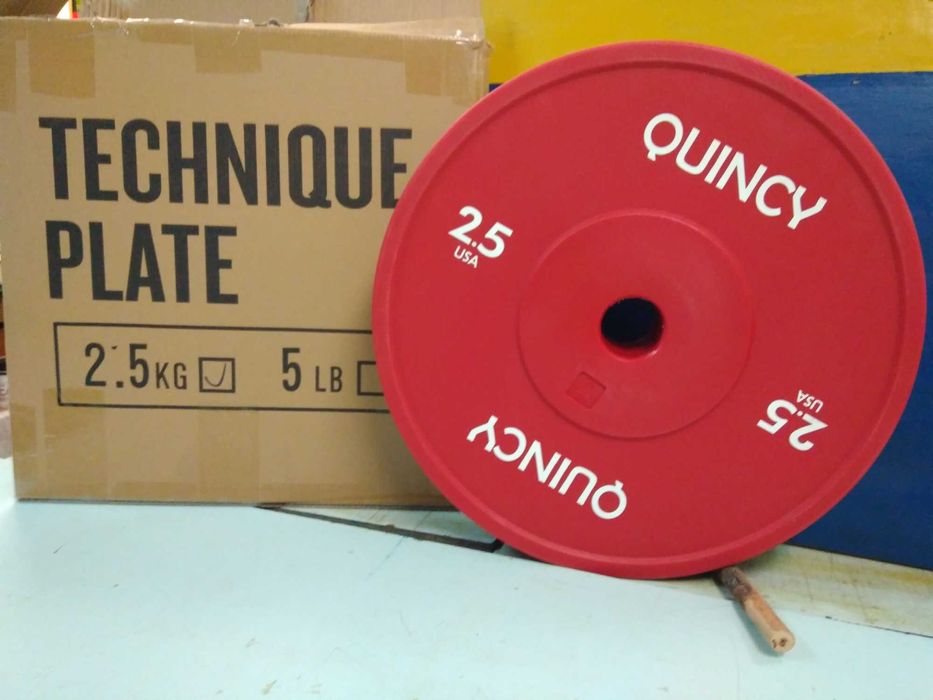 TECHNIQUE
PLATE
2.5KG 5 LB
QUINCY
2.5
USA
2.5
USA
QUINCY